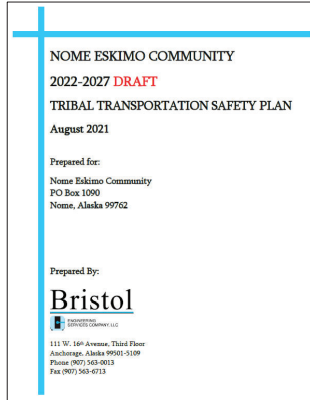 NOME ESKIMO COMMUNITY
2022-2027 DRAFT
TRIBAL TRANSPORTATION SAFETY PLAN
August 2021
Prepared for:
Nome Eskimo Community
PO Box 1090
Nome, Alaska 99762
Prepared By:
Bristol
ENGINEERING
SERVICES COMPANY, LLC
111 W. 16th Avenue, Third Floor
Anchorage, Alaska 99501-5109
Phone (907) 563-0013
Fax (907) 563-6713